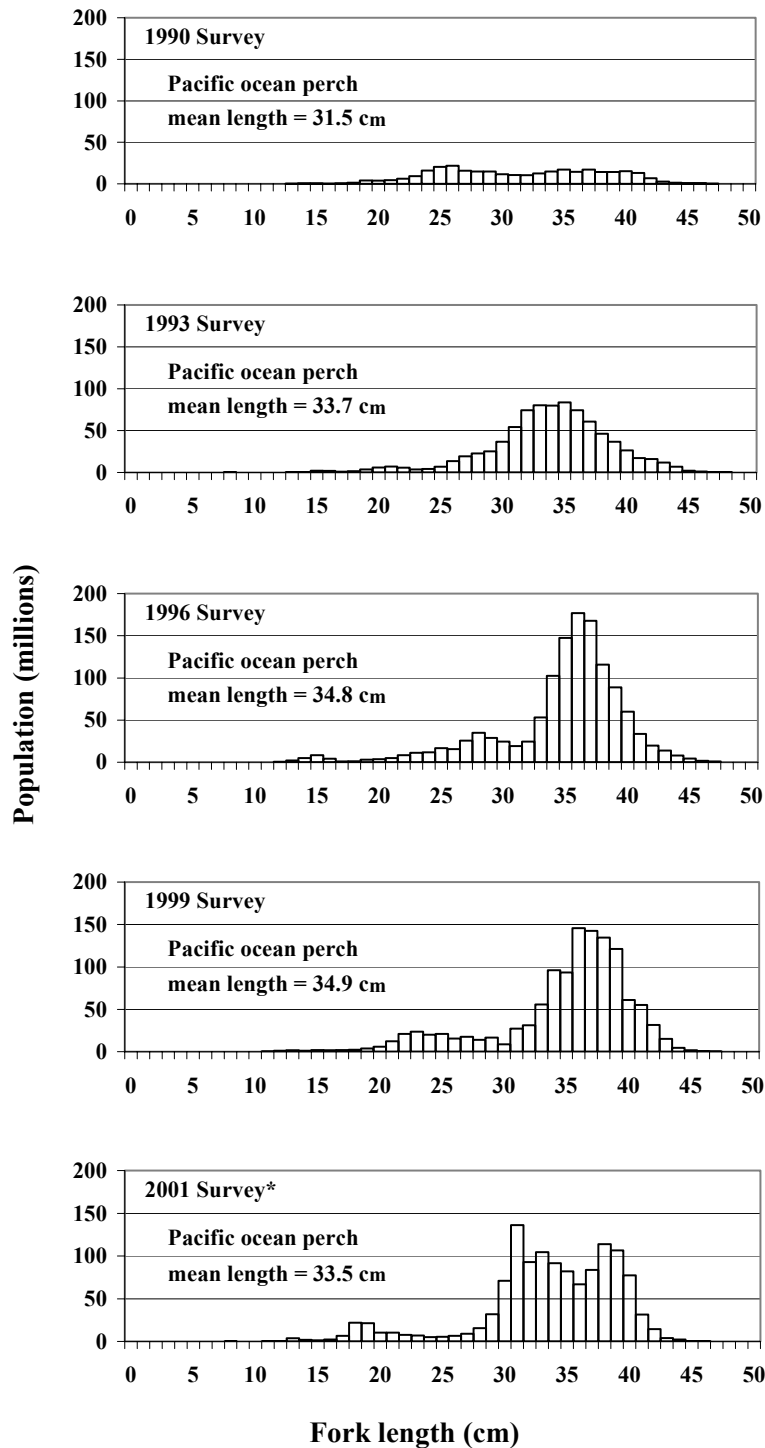 Population (millions)
200
150
100
50
0
1990 Survey
Pacific ocean perch
mean length = 31.5 cm
0 5 10 15 20 25 30 35 40 45 50
200
150
100
50
0
1993 Survey
Pacific ocean perch
mean length = 33.7 cm
0 5 10 15 20 25 30 35 40 45 50
200
150
100
50
0
1996 Survey
Pacific ocean perch
mean length = 34.8 cm
0 5 10 15 20 25 30 35 40 45 50
200
150
100
50
0
1999 Survey
Pacific ocean perch
mean length = 34.9 cm
0 5 10 15 20 25 30 35 40 45 50
200
150
100
50
0
2001 Survey*
Pacific ocean perch
mean length = 33.5 cm
0 5 10 15 20 25 30 35 40 45 50
Fork length (cm)